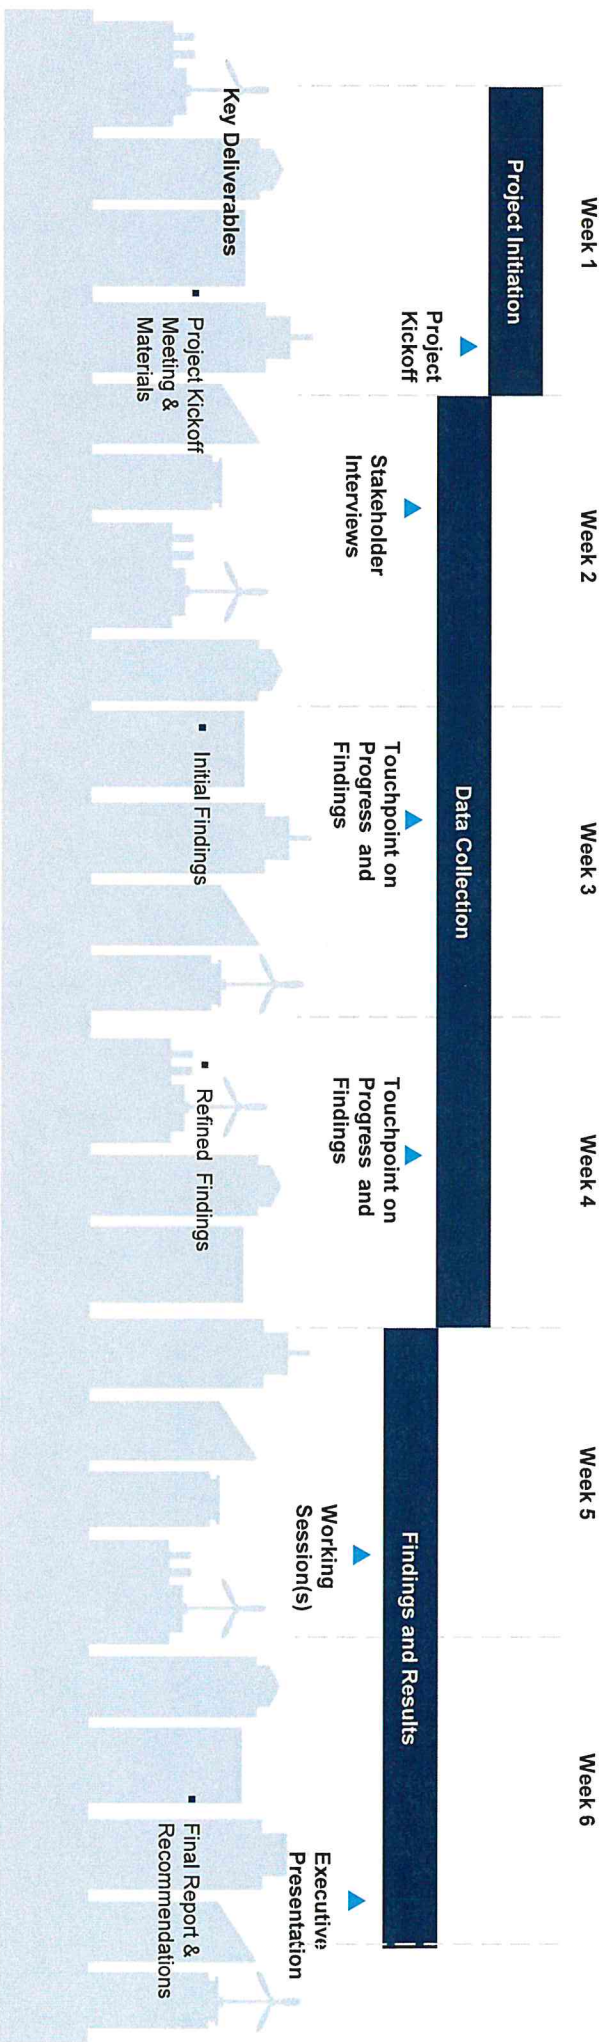 Week 1
Week 2
Week 3
Week 4
Week 5
Week 6
Project Initiation
Data Collection
Findings and Results
Project
Kickoff
Stakeholder
Interviews
Touchpoint on
Progress and
Findings
Touchpoint on
Progress and
Findings
Working
Session(s)
Executive
Presentation
Key Deliverables
▪ Project Kickoff
Meeting &
Materials
▪ Initial Findings
▪ Refined Findings
▪ Final Report &
Recommendations